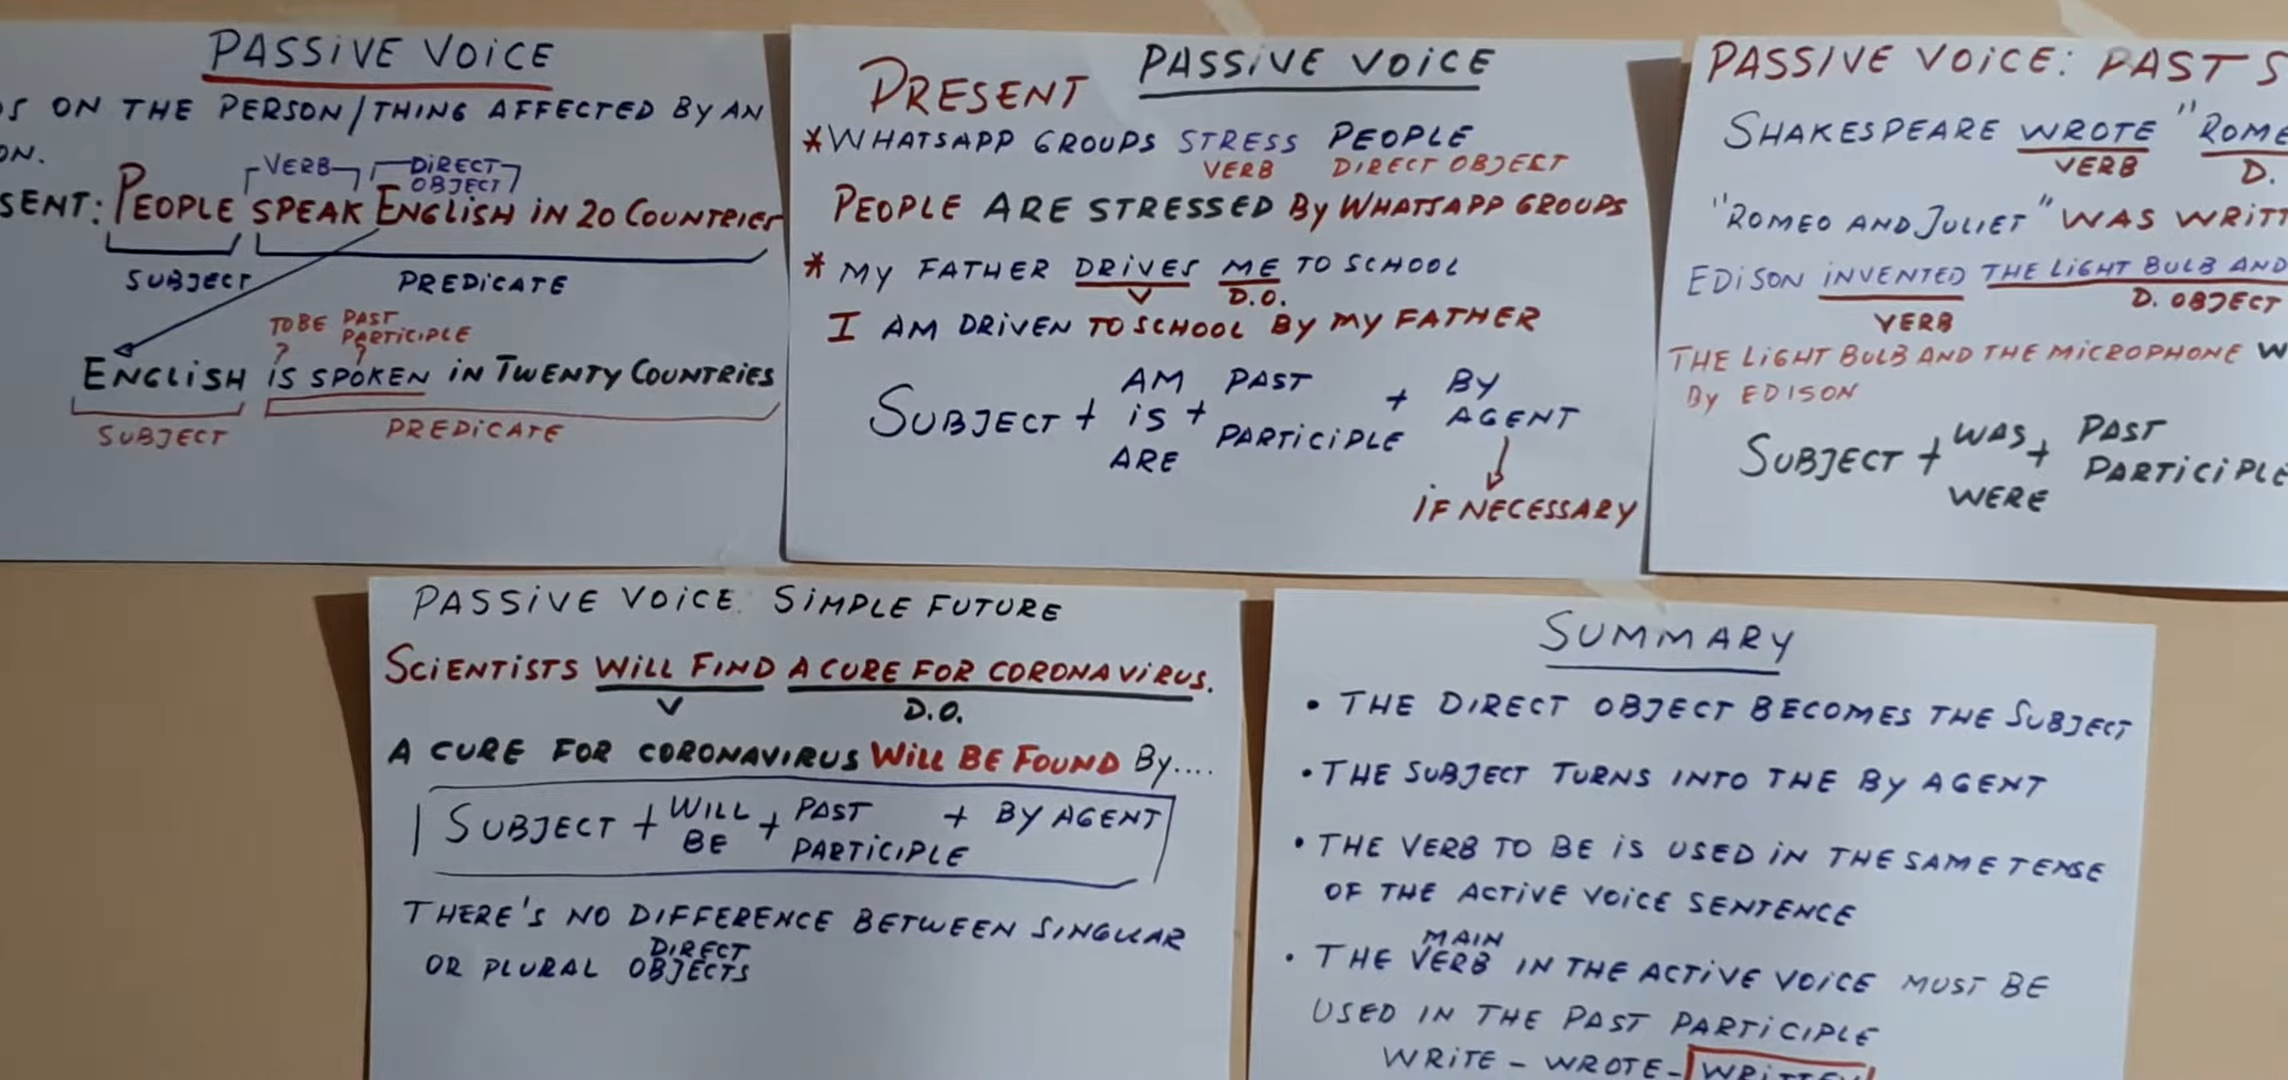 PASSIVE VOICE
ON THE PERSON/THING AFFECTED BY AN
ON.
VERB DIRECT OBJECT
SENT: PEOPLE SPEAK ENGLISH IN 20 COUNTRIES
SUBJECT PREDICATE
TO BE PAST PARTICIPLE
ENGLISH IS SPOKEN IN TWENTY COUNTRIES
SUBJECT PREDICATE
PRESENT PASSIVE VOICE
*WHATSAPP GROUPS STRESS PEOPLE
VERB DIRECT OBJECT
PEOPLE ARE STRESSED BY WHATSAPP GROUPS
* MY FATHER DRIVES ME TO SCHOOL
V D.O.
I AM DRIVEN TO SCHOOL BY MY FATHER
AM PAST BY
SUBJECT + IS + PARTICIPLE + AGENT
ARE
IF NECESSARY
PASSIVE VOICE: PAST S
SHAKESPEARE WROTE "ROME
VERB D.
"ROMEO AND JULIET" WAS WRITT
EDISON INVENTED THE LIGHT BULB AND
VERB D. OBJECT
THE LIGHT BULB AND THE MICROPHONE W
BY EDISON
SUBJECT + WAS + PAST
WERE PARTICIPLE
PASSIVE VOICE: SIMPLE FUTURE
SCIENTISTS WILL FIND A CURE FOR CORONAVIRUS.
V D.O.
A CURE FOR CORONAVIRUS WILL BE FOUND BY....
SUBJECT + WILL + PAST + BY AGENT
BE PARTICIPLE
THERE'S NO DIFFERENCE BETWEEN SINGULAR
DIRECT
OR PLURAL OBJECTS
SUMMARY
• THE DIRECT OBJECT BECOMES THE SUBJECT
• THE SUBJECT TURNS INTO THE BY AGENT
• THE VERB TO BE IS USED IN THE SAME TENSE
OF THE ACTIVE VOICE SENTENCE
MAIN
• THE VERB IN THE ACTIVE VOICE MUST BE
USED IN THE PAST PARTICIPLE
WRITE - WROTE - WRITTEN